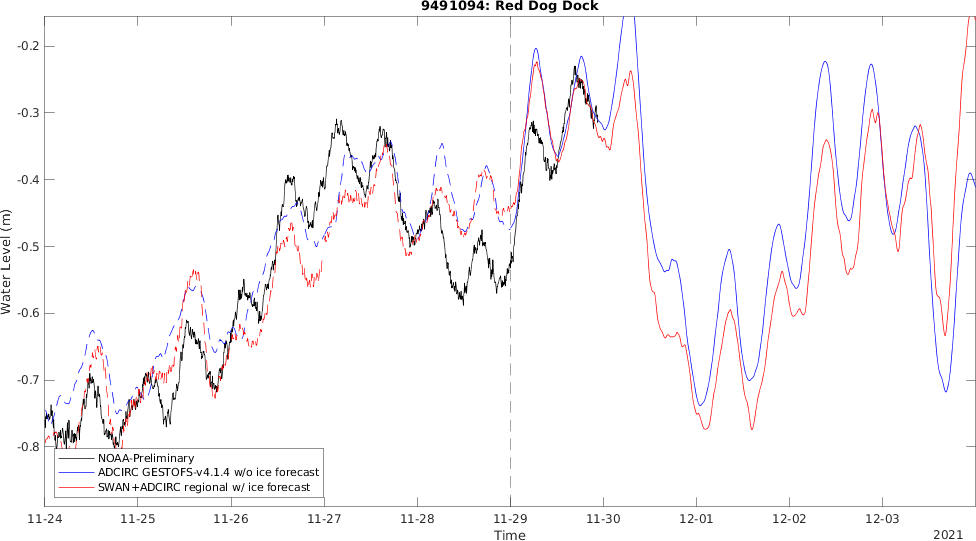 9491094: Red Dog Dock
-0.2
-0.3
-0.4
-0.5
-0.6
-0.7
-0.8
Water Level (m)
NOAA-Preliminary
ADCIRC GESTOFS-v4.1.4 w/o ice forecast
SWAN+ADCIRC regional w/ ice forecast
11-24 11-25 11-26 11-27 11-28 11-29 11-30 12-01 12-02 12-03
Time
2021